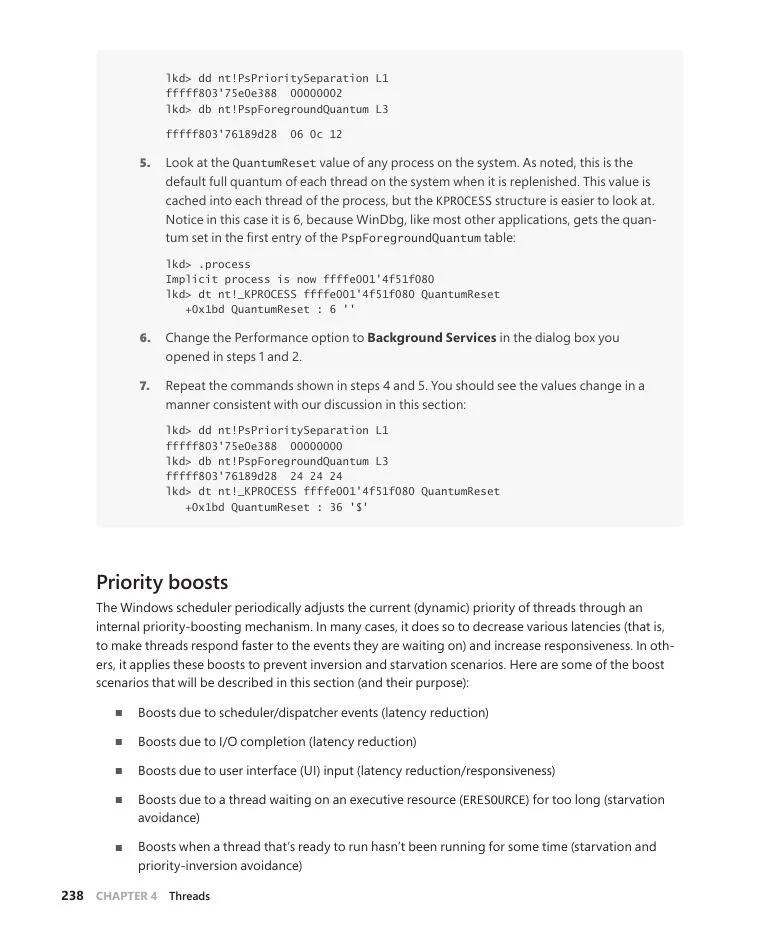 lkd> dd nt!PsPrioritySeparation L1
fffff803'75e0e388  00000002
lkd> db nt!PspForegroundQuantum L3
fffff803'76189d28  06 0c 12
5. Look at the QuantumReset value of any process on the system. As noted, this is the
default full quantum of each thread on the system when it is replenished. This value is
cached into each thread of the process, but the KPROCESS structure is easier to look at.
Notice in this case it is 6, because WinDbg, like most other applications, gets the quan-
tum set in the first entry of the PspForegroundQuantum table:
lkd> .process
Implicit process is now ffffe001'4f51f080
lkd> dt nt!_KPROCESS ffffe001'4f51f080 QuantumReset
   +0x1bd QuantumReset : 6 ''
6. Change the Performance option to Background Services in the dialog box you
opened in steps 1 and 2.
7. Repeat the commands shown in steps 4 and 5. You should see the values change in a
manner consistent with our discussion in this section:
lkd> dd nt!PsPrioritySeparation L1
fffff803'75e0e388  00000000
lkd> db nt!PspForegroundQuantum L3
fffff803'76189d28  24 24 24
lkd> dt nt!_KPROCESS ffffe001'4f51f080 QuantumReset
   +0x1bd QuantumReset : 36 '$'
Priority boosts
The Windows scheduler periodically adjusts the current (dynamic) priority of threads through an
internal priority-boosting mechanism. In many cases, it does so to decrease various latencies (that is,
to make threads respond faster to the events they are waiting on) and increase responsiveness. In oth-
ers, it applies these boosts to prevent inversion and starvation scenarios. Here are some of the boost
scenarios that will be described in this section (and their purpose):
■ Boosts due to scheduler/dispatcher events (latency reduction)
■ Boosts due to I/O completion (latency reduction)
■ Boosts due to user interface (UI) input (latency reduction/responsiveness)
■ Boosts due to a thread waiting on an executive resource (ERESOURCE) for too long (starvation
avoidance)
■ Boosts when a thread that's ready to run hasn't been running for some time (starvation and
priority-inversion avoidance)
238 CHAPTER 4 Threads